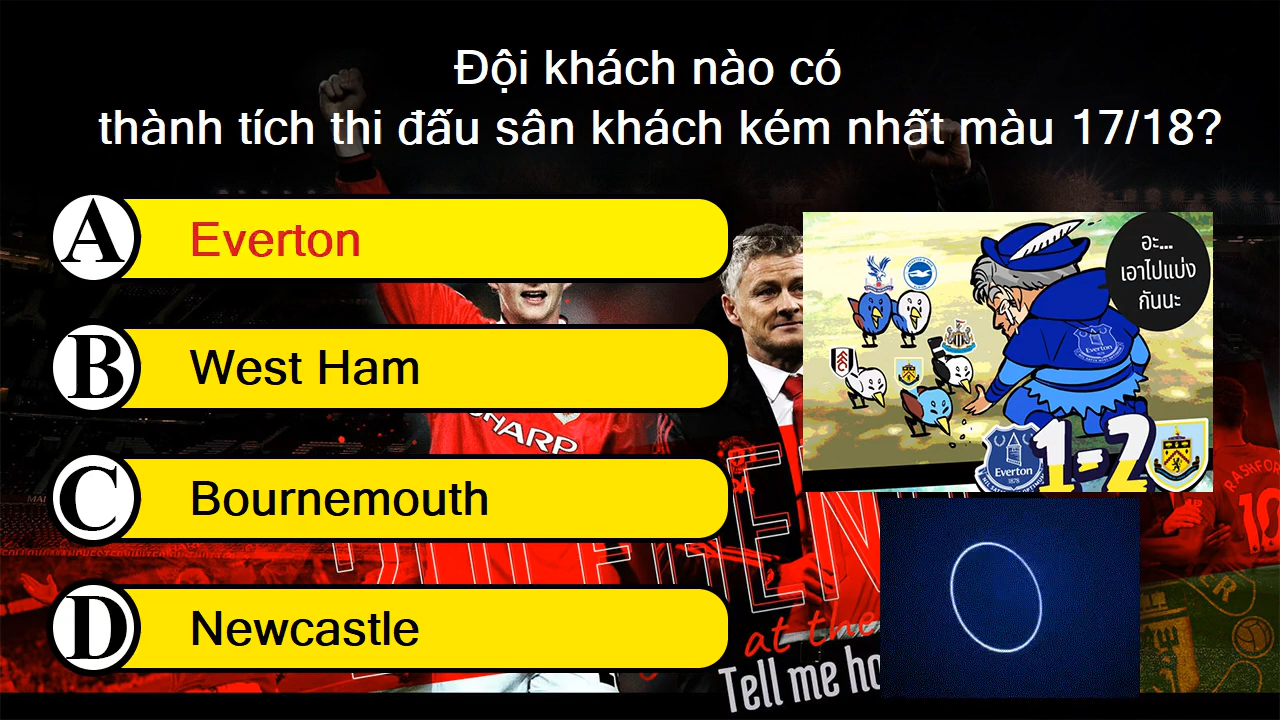 Đội khách nào có
thành tích thi đấu sân khách kém nhất màu 17/18?
A
Everton
B
West Ham
C
Bournemouth
D
Newcastle
อะ...
เอาไปแบ่ง
กันนะ
Everton
Everton
1878
1-2
SHARP
RASHFORD
10
at the
Tell me ho